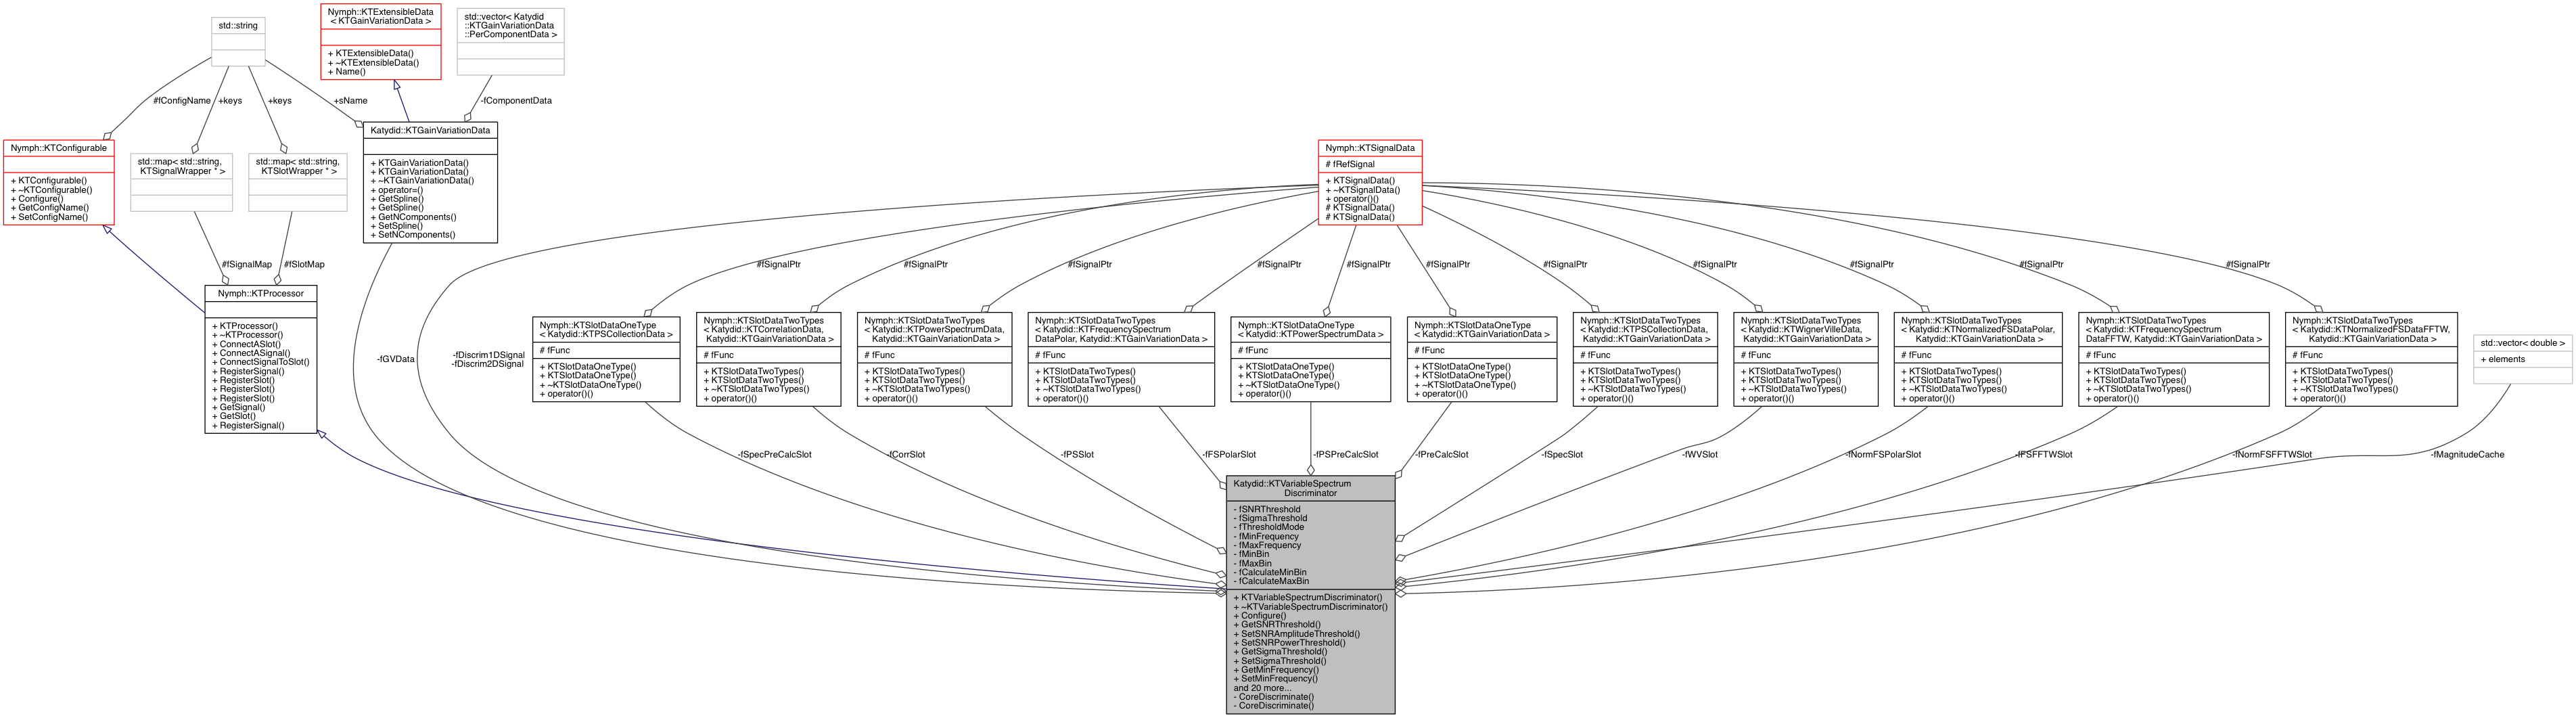 std::string
Nymph::KTExtensibleData
< KTGainVariationData >
+ KTExtensibleData()
+ ~KTExtensibleData()
+ Name()
std::vector< Katydid
::KTGainVariationData
::PerComponentData >
#fConfigName
+keys
+keys
+sName
-fComponentData
Nymph::KTConfigurable
+ KTConfigurable()
+ ~KTConfigurable()
+ Configure()
+ GetConfigName()
+ SetConfigName()
std::map< std::string,
KTSignalWrapper * >
std::map< std::string,
KTSlotWrapper * >
Katydid::KTGainVariationData
+ KTGainVariationData()
+ KTGainVariationData()
+ ~KTGainVariationData()
+ operator=()
+ GetSpline()
+ GetSpline()
+ GetNComponents()
+ SetSpline()
+ SetNComponents()
Nymph::KTSignalData
# fRefSignal
+ KTSignalData()
+ ~KTSignalData()
+ operator()()
# KTSignalData()
# KTSignalData()
#fSignalMap
#fSlotMap
#fSignalPtr
#fSignalPtr
#fSignalPtr
#fSignalPtr
#fSignalPtr
#fSignalPtr
#fSignalPtr
#fSignalPtr
#fSignalPtr
#fSignalPtr
#fSignalPtr
Nymph::KTProcessor
+ KTProcessor()
+ ~KTProcessor()
+ ConnectASlot()
+ ConnectASignal()
+ ConnectSignalToSlot()
+ RegisterSignal()
+ RegisterSlot()
+ RegisterSlot()
+ RegisterSlot()
+ GetSignal()
+ GetSlot()
+ RegisterSignal()
-fGVData
-fDiscrim1DSignal
-fDiscrim2DSignal
Nymph::KTSlotDataOneType
< Katydid::KTPSCollectionData >
# fFunc
+ KTSlotDataOneType()
+ KTSlotDataOneType()
+ ~KTSlotDataOneType()
+ operator()()
Nymph::KTSlotDataTwoTypes
< Katydid::KTCorrelationData,
Katydid::KTGainVariationData >
# fFunc
+ KTSlotDataTwoTypes()
+ KTSlotDataTwoTypes()
+ ~KTSlotDataTwoTypes()
+ operator()()
Nymph::KTSlotDataTwoTypes
< Katydid::KTPowerSpectrumData,
Katydid::KTGainVariationData >
# fFunc
+ KTSlotDataTwoTypes()
+ KTSlotDataTwoTypes()
+ ~KTSlotDataTwoTypes()
+ operator()()
Nymph::KTSlotDataTwoTypes
< Katydid::KTFrequencySpectrum
DataPolar, Katydid::KTGainVariationData >
# fFunc
+ KTSlotDataTwoTypes()
+ KTSlotDataTwoTypes()
+ ~KTSlotDataTwoTypes()
+ operator()()
Nymph::KTSlotDataOneType
< Katydid::KTPowerSpectrumData >
# fFunc
+ KTSlotDataOneType()
+ KTSlotDataOneType()
+ ~KTSlotDataOneType()
+ operator()()
Nymph::KTSlotDataOneType
< Katydid::KTGainVariationData >
# fFunc
+ KTSlotDataOneType()
+ KTSlotDataOneType()
+ ~KTSlotDataOneType()
+ operator()()
Nymph::KTSlotDataTwoTypes
< Katydid::KTPSCollectionData,
Katydid::KTGainVariationData >
# fFunc
+ KTSlotDataTwoTypes()
+ KTSlotDataTwoTypes()
+ ~KTSlotDataTwoTypes()
+ operator()()
Nymph::KTSlotDataTwoTypes
< Katydid::KTWignerVilleData,
Katydid::KTGainVariationData >
# fFunc
+ KTSlotDataTwoTypes()
+ KTSlotDataTwoTypes()
+ ~KTSlotDataTwoTypes()
+ operator()()
Nymph::KTSlotDataTwoTypes
< Katydid::KTNormalizedFSDataPolar,
Katydid::KTGainVariationData >
# fFunc
+ KTSlotDataTwoTypes()
+ KTSlotDataTwoTypes()
+ ~KTSlotDataTwoTypes()
+ operator()()
Nymph::KTSlotDataTwoTypes
< Katydid::KTFrequencySpectrum
DataFFTW, Katydid::KTGainVariationData >
# fFunc
+ KTSlotDataTwoTypes()
+ KTSlotDataTwoTypes()
+ ~KTSlotDataTwoTypes()
+ operator()()
Nymph::KTSlotDataTwoTypes
< Katydid::KTNormalizedFSDataFFTW,
Katydid::KTGainVariationData >
# fFunc
+ KTSlotDataTwoTypes()
+ KTSlotDataTwoTypes()
+ ~KTSlotDataTwoTypes()
+ operator()()
std::vector< double >
+ elements
-fSpecPreCalcSlot
-fCorrSlot
-fPSSlot
-fFSPolarSlot
-fPSPreCalcSlot
-fPreCalcSlot
-fSpecSlot
-fWVSlot
-fNormFSPolarSlot
-fFSFFTWSlot
-fNormFSFFTWSlot
-fMagnitudeCache
Katydid::KTVariableSpectrum
Discriminator
- fSNRThreshold
- fSigmaThreshold
- fThresholdMode
- fMinFrequency
- fMaxFrequency
- fMinBin
- fMaxBin
- fCalculateMinBin
- fCalculateMaxBin
+ KTVariableSpectrumDiscriminator()
+ ~KTVariableSpectrumDiscriminator()
+ Configure()
+ GetSNRThreshold()
+ SetSNRAmplitudeThreshold()
+ SetSNRPowerThreshold()
+ GetSigmaThreshold()
+ SetSigmaThreshold()
+ GetMinFrequency()
+ SetMinFrequency()
and 20 more...
- CoreDiscriminate()
- CoreDiscriminate()